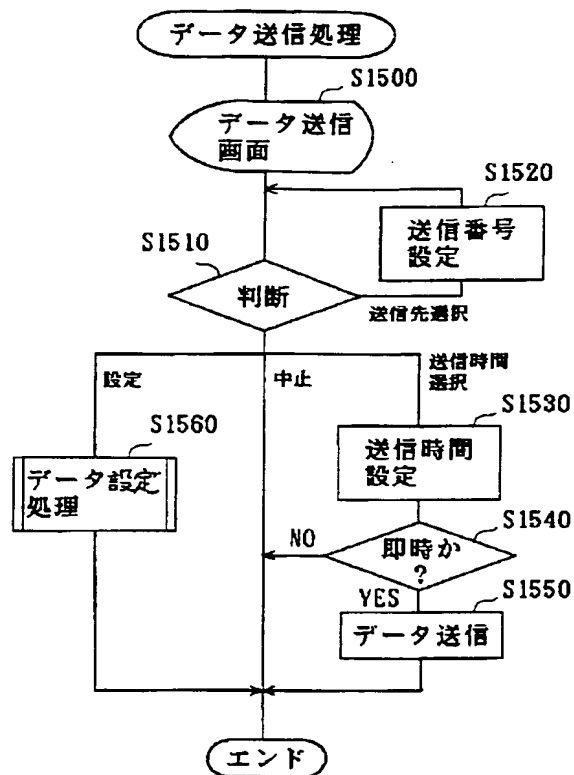 データ送信処理
S1500
データ送信
画面
S1520
送信番号
設定
S1510
判断
送信先選択
設定
中止
送信時間
選択
S1530
送信時間
設定
S1560
データ設定
処理
S1540
即時か
?
NO
YES
S1550
データ送信
エンド